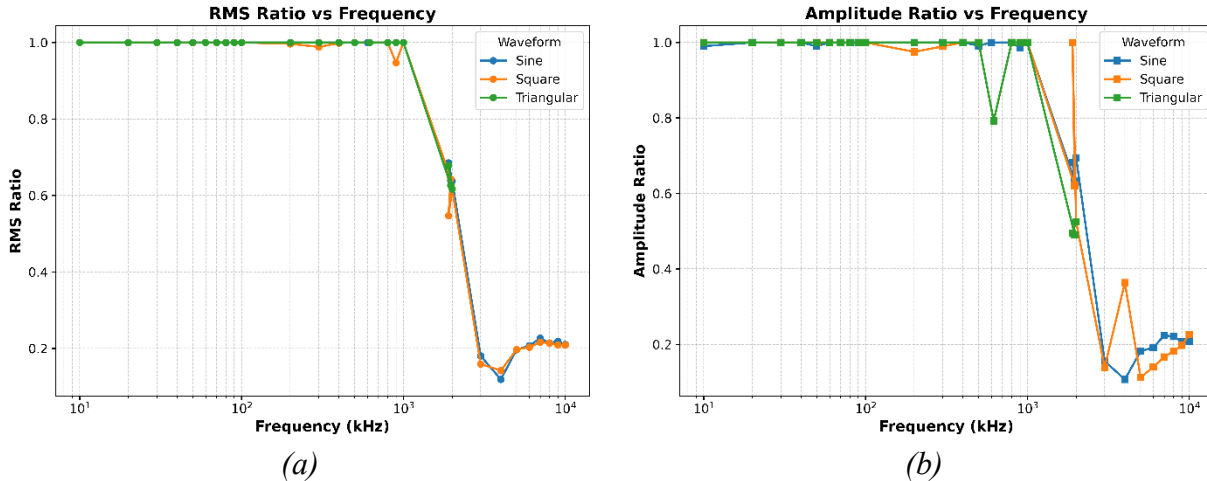 RMS Ratio vs Frequency
1.0
0.8
0.6
0.4
0.2
RMS Ratio
Waveform
Sine
Square
Triangular
10¹
10²
10³
10⁴
Frequency (kHz)
(a)
Amplitude Ratio vs Frequency
1.0
0.8
0.6
0.4
0.2
Amplitude Ratio
Waveform
Sine
Square
Triangular
10¹
10²
10³
10⁴
Frequency (kHz)
(b)